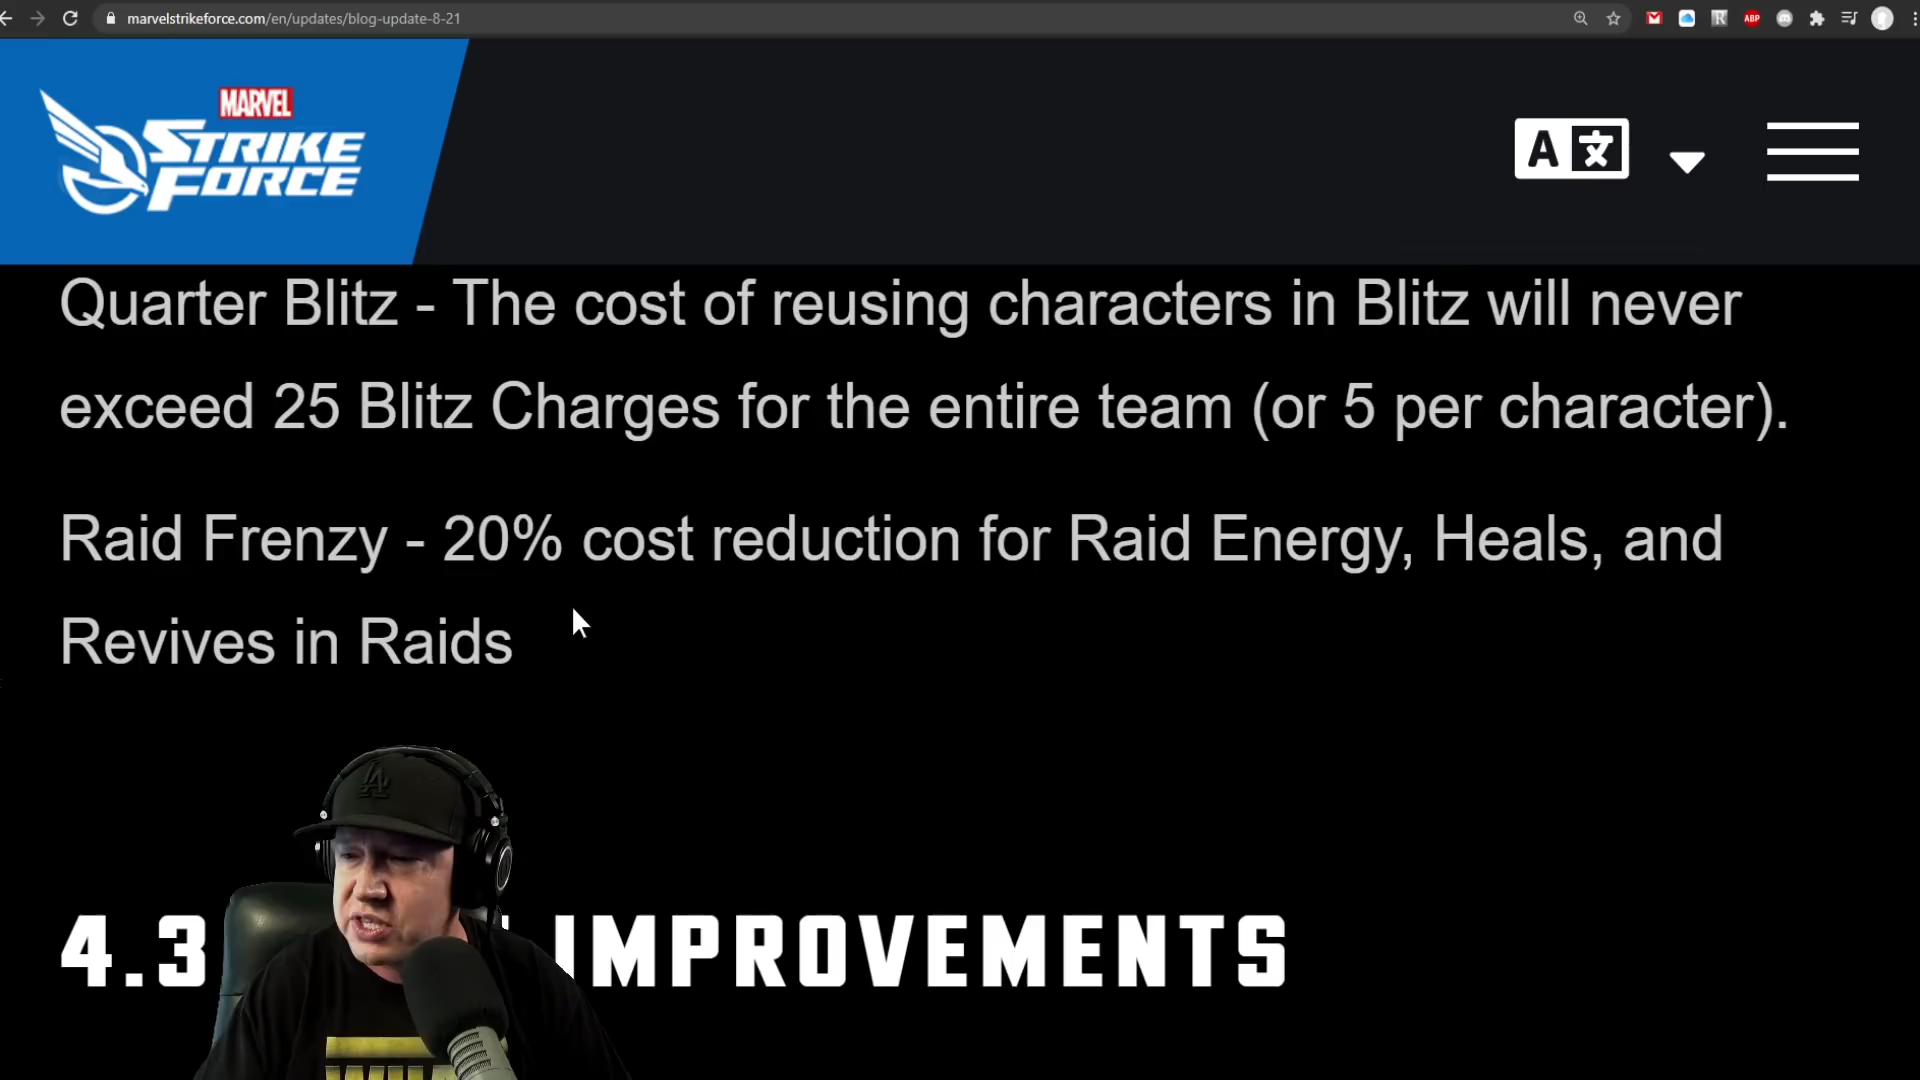 marvelstrikeforce.com/en/updates/blog-update-8-21
ABP
MARVEL
STRIKE
FORCE
A 文
Quarter Blitz - The cost of reusing characters in Blitz will never
exceed 25 Blitz Charges for the entire team (or 5 per character).
Raid Frenzy - 20% cost reduction for Raid Energy, Heals, and
Revives in Raids
LA
4.3 IMPROVEMENTS